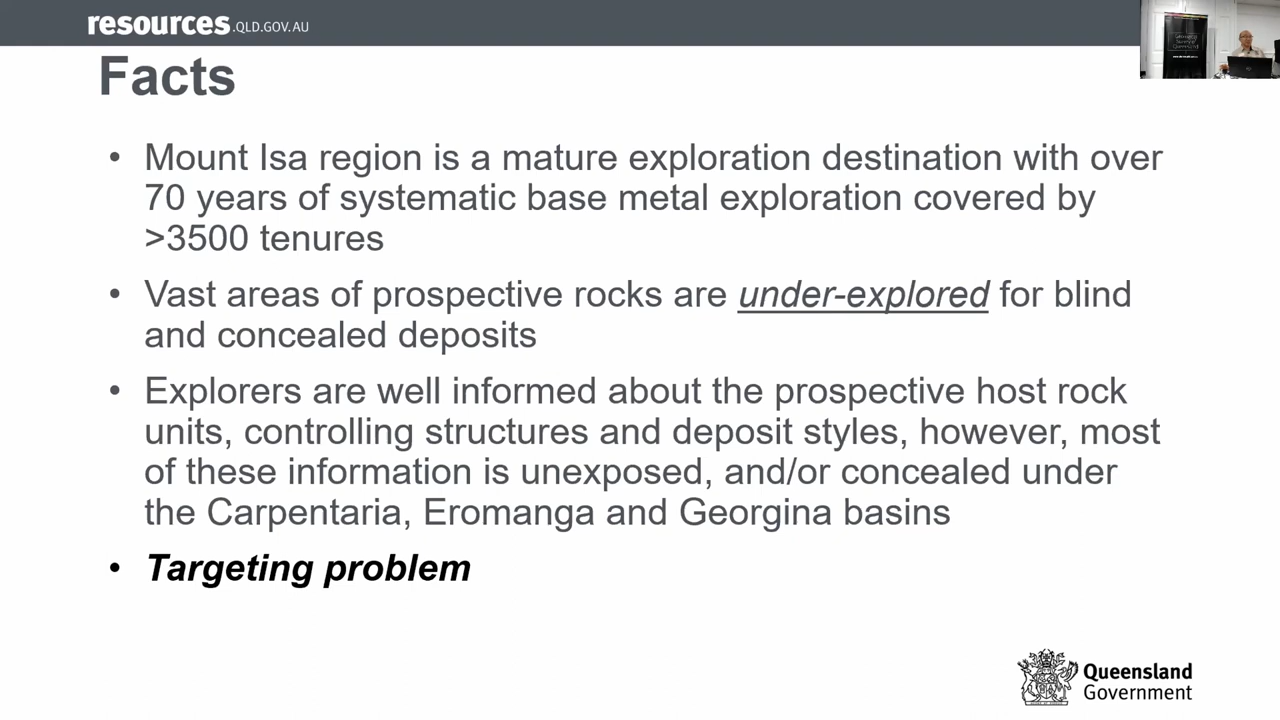 resources.QLD.GOV.AU
Facts
• Mount Isa region is a mature exploration destination with over
70 years of systematic base metal exploration covered by
>3500 tenures
• Vast areas of prospective rocks are under-explored for blind
and concealed deposits
• Explorers are well informed about the prospective host rock
units, controlling structures and deposit styles, however, most
of these information is unexposed, and/or concealed under
the Carpentaria, Eromanga and Georgina basins
• Targeting problem
Queensland
Government